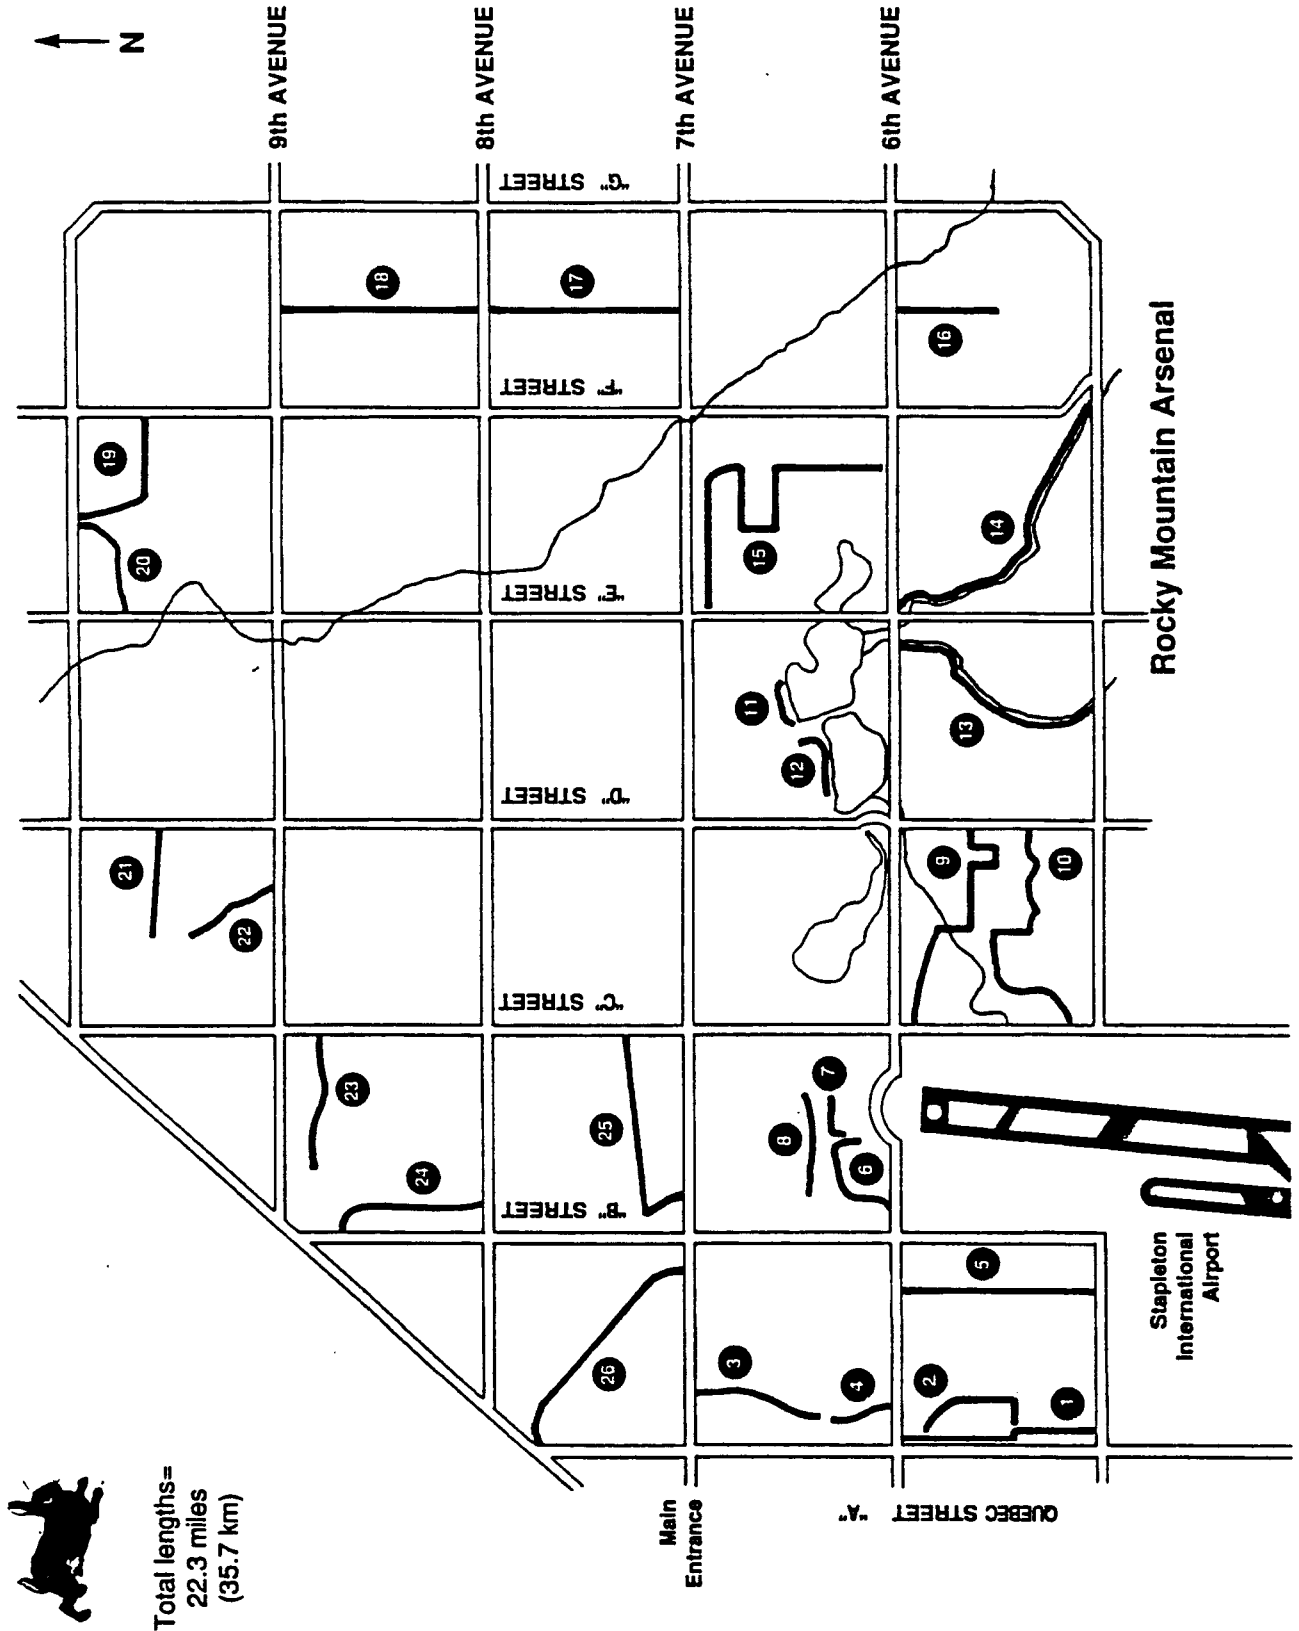 N
9th AVENUE
8th AVENUE
7th AVENUE
6th AVENUE
"G" STREET
"F" STREET
"E" STREET
"D" STREET
"C" STREET
"B" STREET
QUEBEC STREET "A"
18
17
16
19
20
15
14
11
12
13
21
22
9
10
23
24
25
8
7
6
5
26
3
4
2
1
Rocky Mountain Arsenal
Stapleton
International
Airport
Main
Entrance
Total lengths=
22.3 miles
(35.7 km)